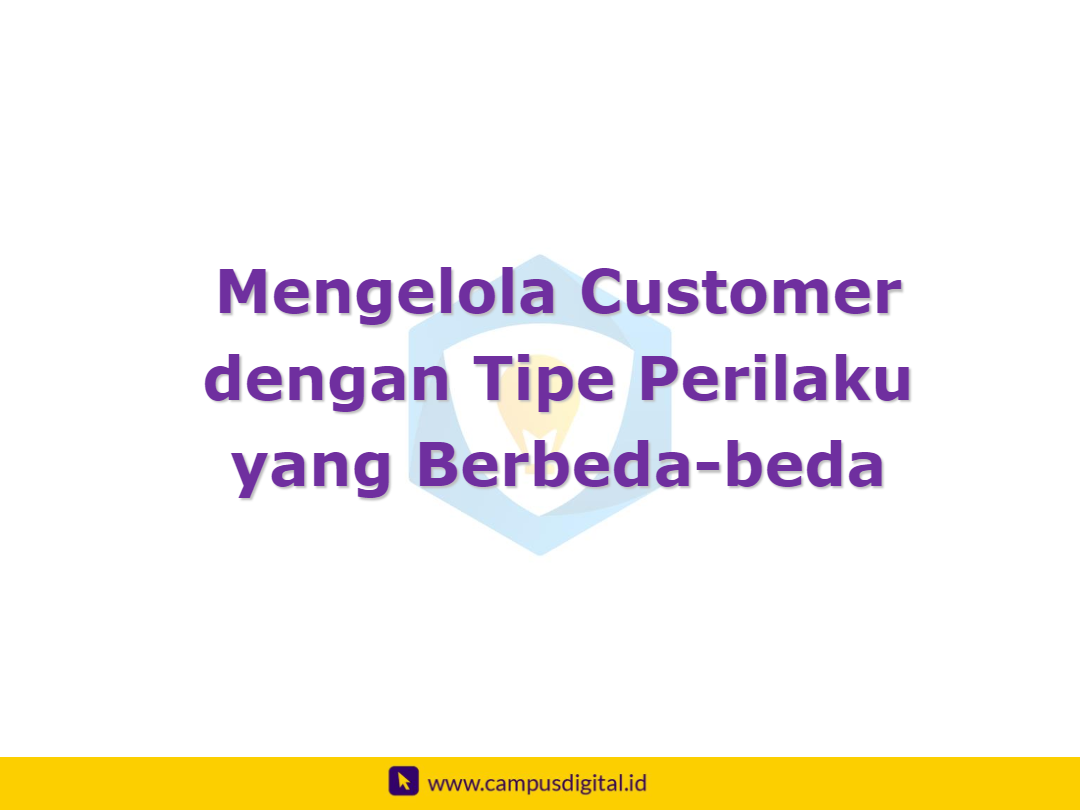 Mengelola Customer
dengan Tipe Perilaku
yang Berbeda-beda
www.campusdigital.id